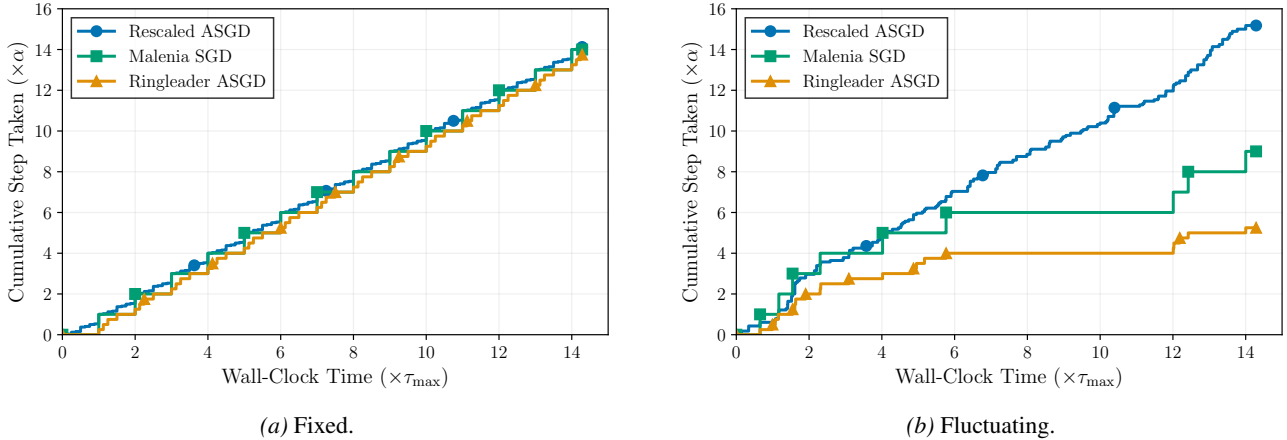 Rescaled ASGD
Malenia SGD
Ringleader ASGD
Cumulative Step Taken (×α)
16
14
12
10
8
6
4
2
0
0 2 4 6 8 10 12 14
Wall-Clock Time (×τmax)
(a) Fixed.
Rescaled ASGD
Malenia SGD
Ringleader ASGD
Cumulative Step Taken (×α)
16
14
12
10
8
6
4
2
0
0 2 4 6 8 10 12 14
Wall-Clock Time (×τmax)
(b) Fluctuating.